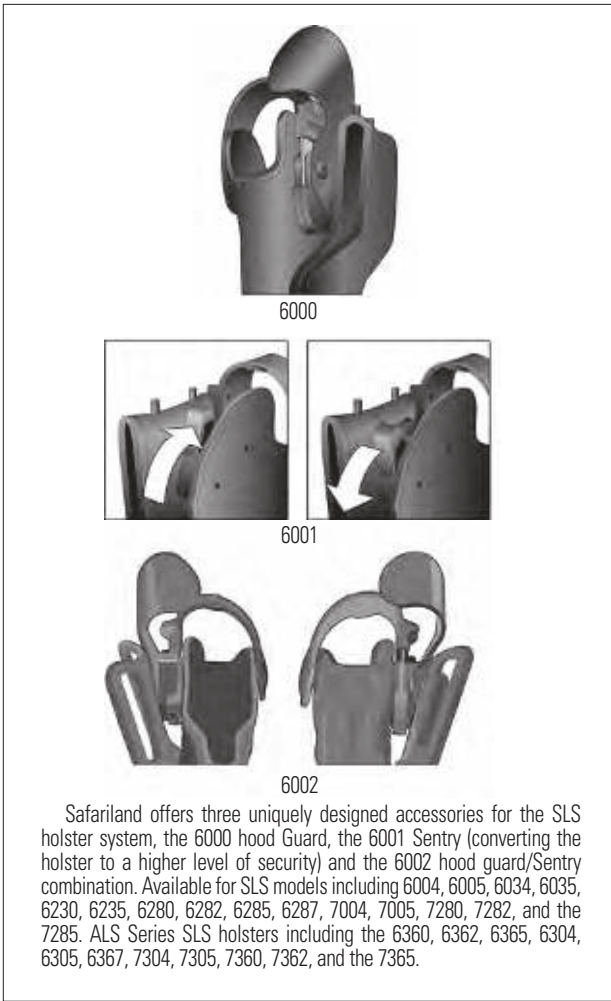 6000
6001
6002
Safariland offers three uniquely designed accessories for the SLS
holster system, the 6000 hood Guard, the 6001 Sentry (converting the
holster to a higher level of security) and the 6002 hood guard/Sentry
combination. Available for SLS models including 6004, 6005, 6034, 6035,
6230, 6235, 6280, 6282, 6285, 6287, 7004, 7005, 7280, 7282, and the
7285. ALS Series SLS holsters including the 6360, 6362, 6365, 6304,
6305, 6367, 7304, 7305, 7360, 7362, and the 7365.